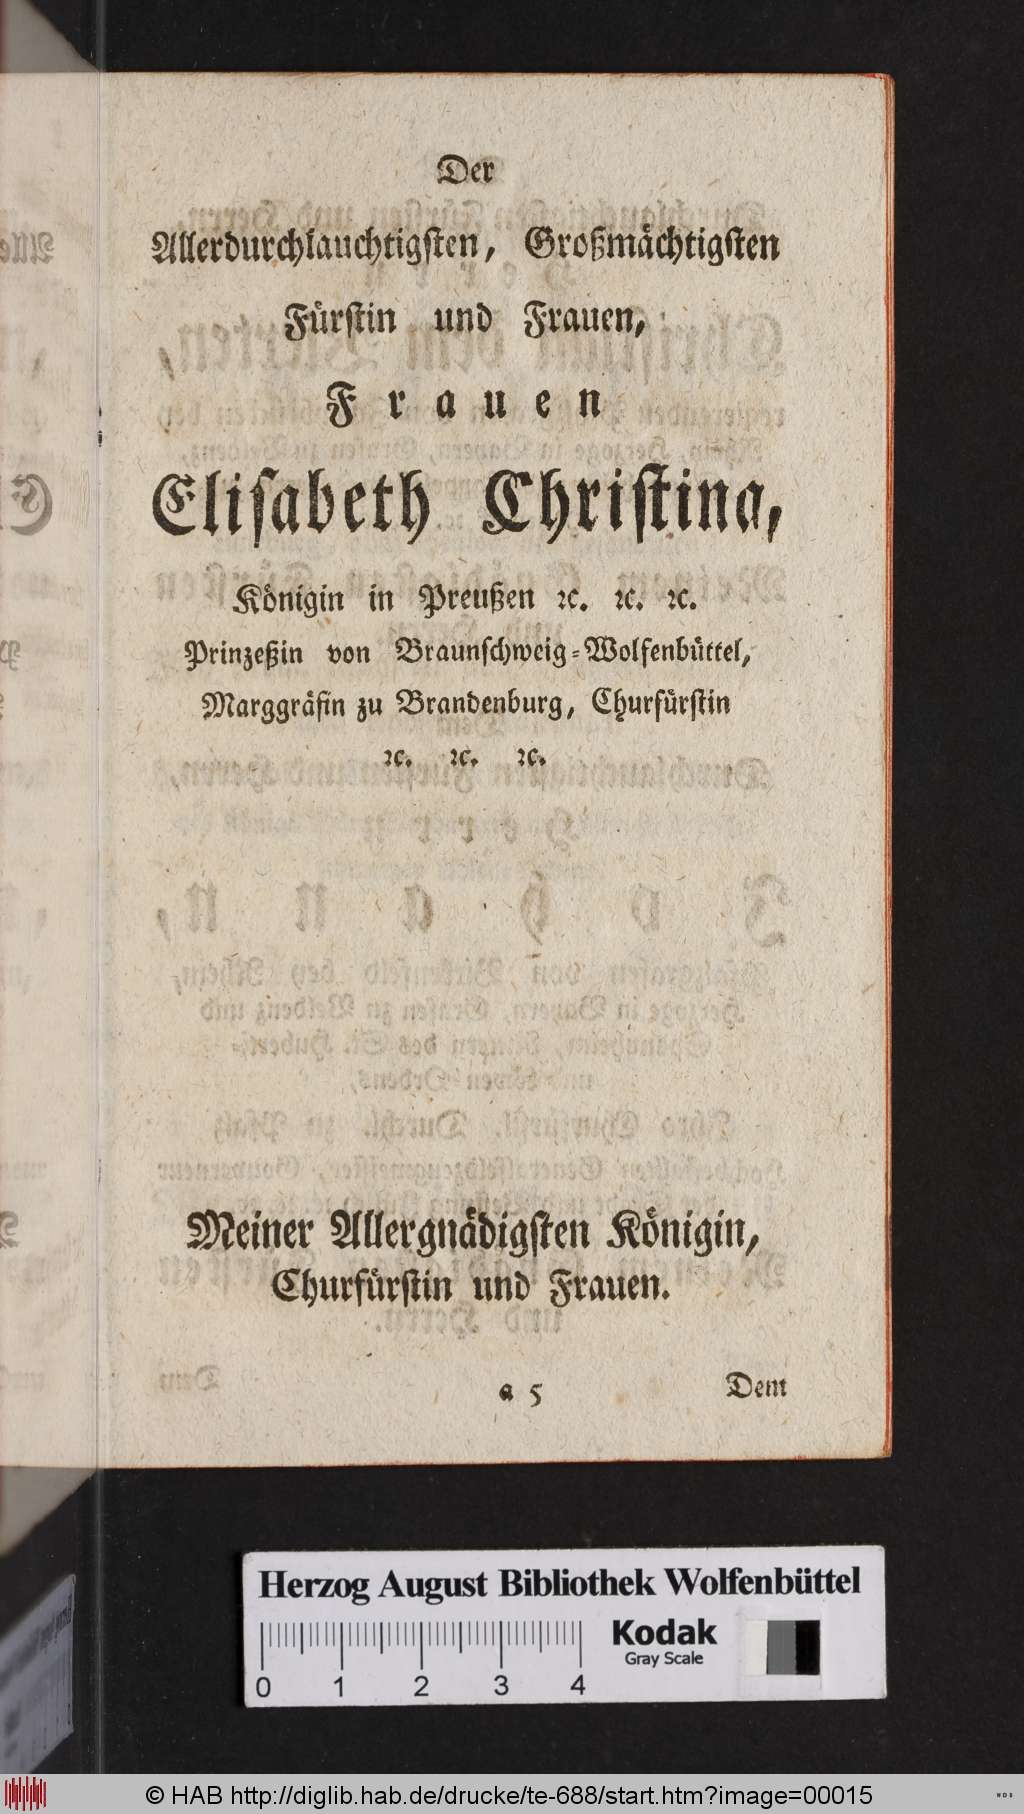 Der
Allerdurchlauchtigſten, Großmächtigſten
Fürſtin und Frauen,
Frauen
Eliſabeth Chriſtina,
Königin in Preußen ꝛc. ꝛc. ꝛc.
Prinzeßin von Braunſchweig-Wolfenbüttel,
Marggräfin zu Brandenburg, Churfürſtin
ꝛc. ꝛc. ꝛc.
Meiner Allergnädigſten Königin,
Churfürſtin und Frauen.
a 5 Dem
Herzog August Bibliothek Wolfenbüttel
Kodak
Gray Scale
0 1 2 3 4
© HAB http://diglib.hab.de/drucke/te-688/start.htm?image=00015